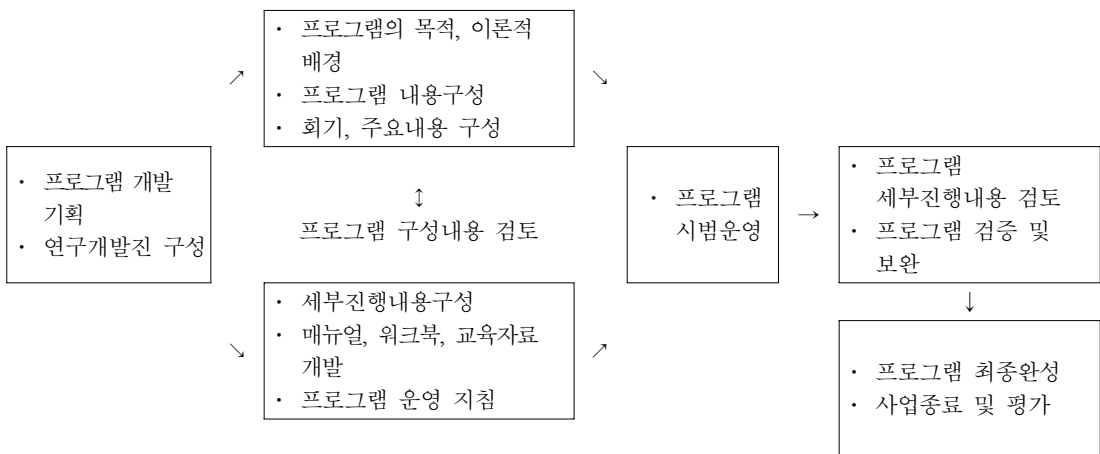 · 프로그램 개발
기획
· 연구개발진 구성
↗
· 프로그램의 목적, 이론적
배경
· 프로그램 내용구성
· 회기, 주요내용 구성
↘
↕
프로그램 구성내용 검토
↘
· 세부진행내용구성
· 매뉴얼, 워크북, 교육자료
개발
· 프로그램 운영 지침
↗
· 프로그램
시범운영
→
· 프로그램
세부진행내용 검토
· 프로그램 검증 및
보완
↓
· 프로그램 최종완성
· 사업종료 및 평가